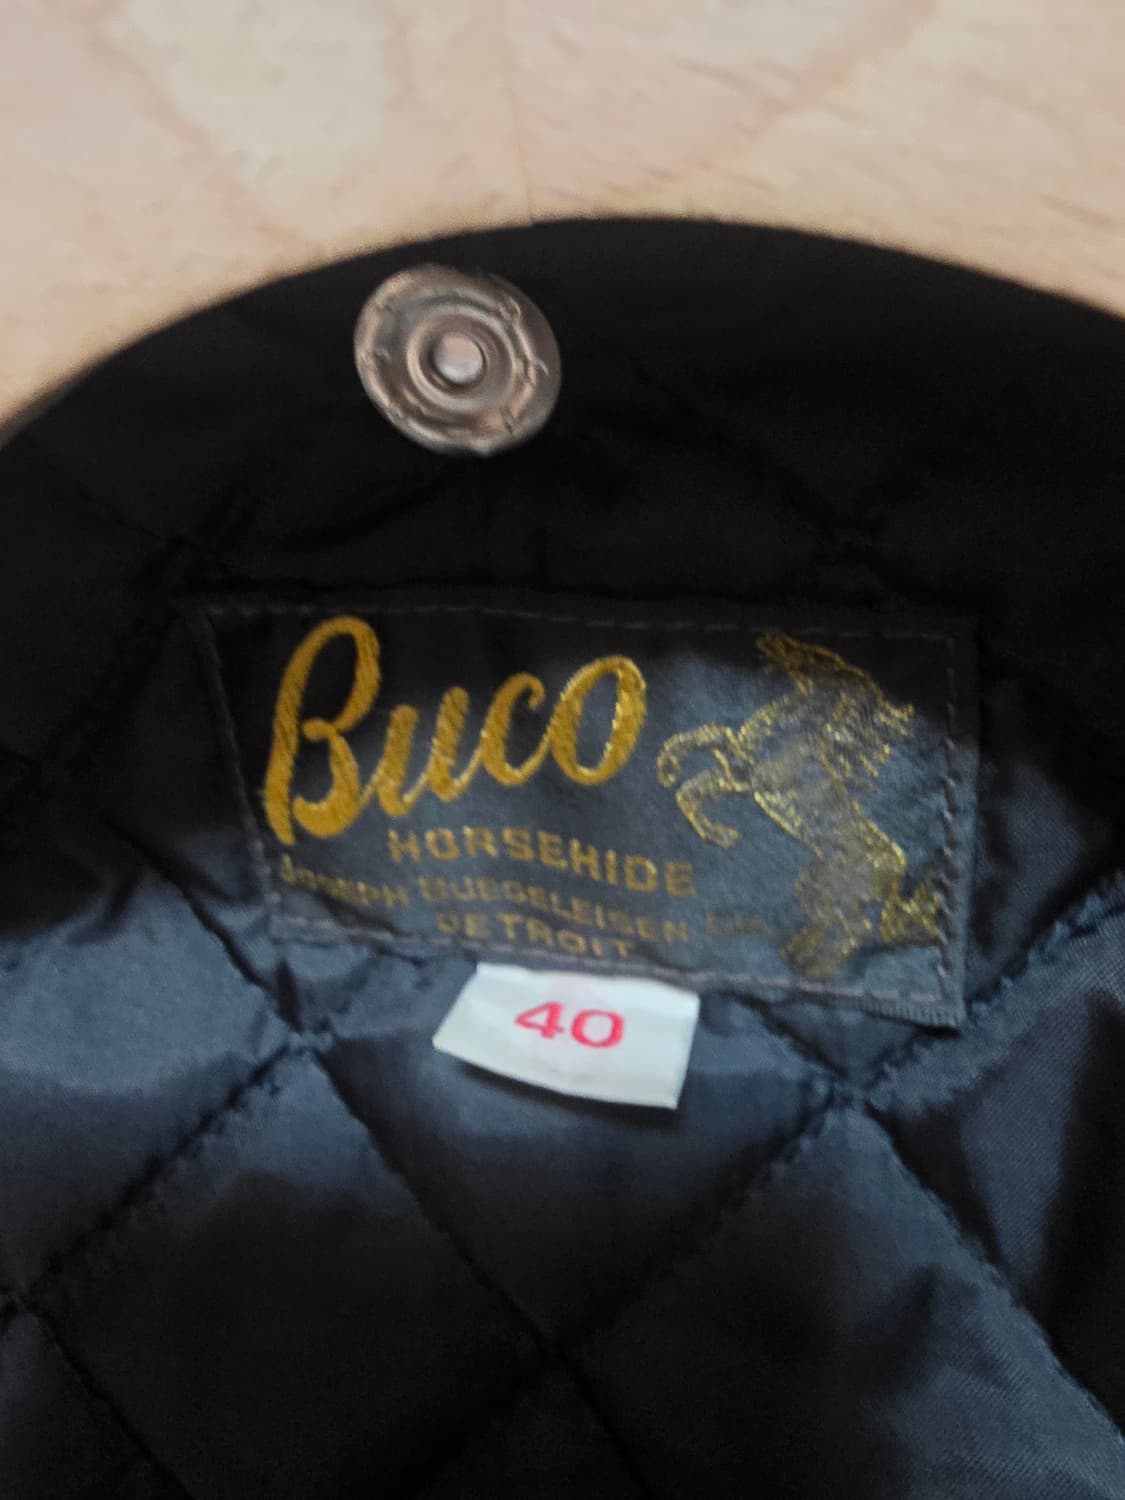 Buco
HORSEHIDE
JOSEPH BUEGELEISEN Co.
DETROIT
40